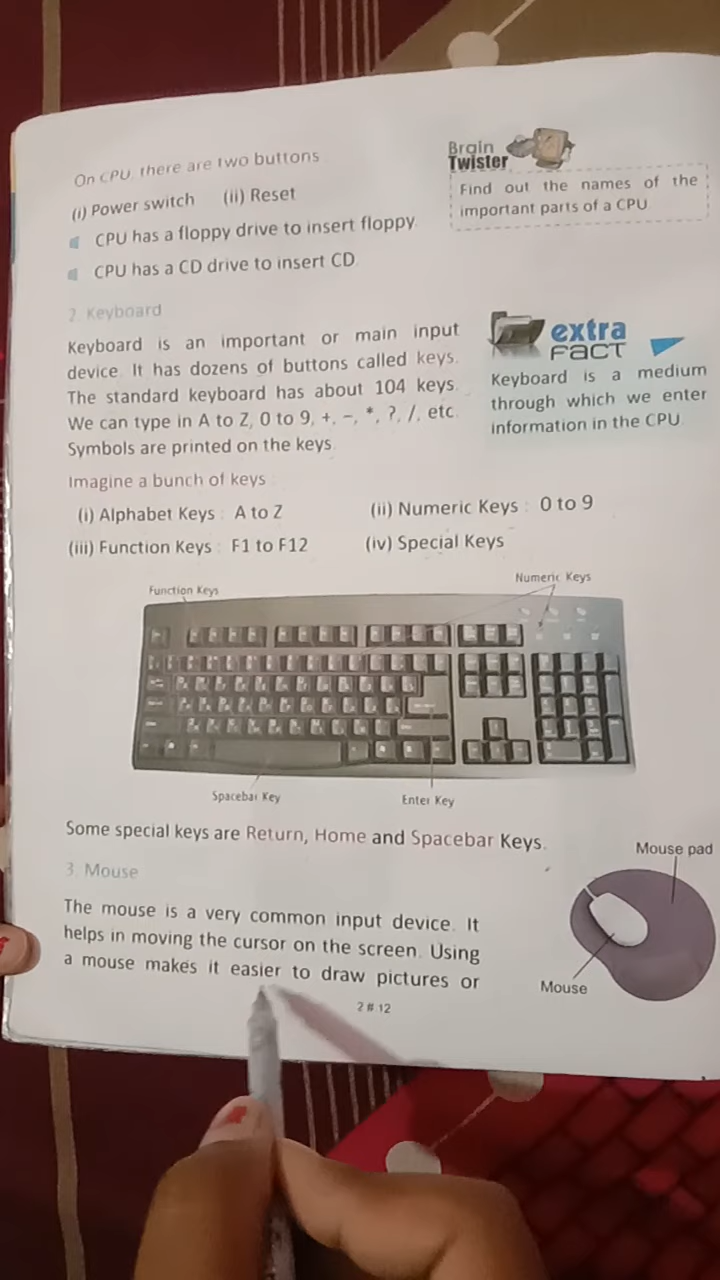 On CPU, there are two buttons
(i) Power switch (ii) Reset
CPU has a floppy drive to insert floppy.
CPU has a CD drive to insert CD.
Brain
Twister
Find out the names of the
important parts of a CPU
2. Keyboard
Keyboard is an important or main input
device. It has dozens of buttons called keys.
The standard keyboard has about 104 keys.
We can type in A to Z, 0 to 9, +, –, *, ?, /, etc.
Symbols are printed on the keys.
extra
FACT
Keyboard is a medium
through which we enter
information in the CPU.
Imagine a bunch of keys :
(i) Alphabet Keys : A to Z (ii) Numeric Keys : 0 to 9
(iii) Function Keys : F1 to F12 (iv) Special Keys
Function Keys
Numeric Keys
Spacebar Key
Enter Key
Some special keys are Return, Home and Spacebar Keys.
3. Mouse
The mouse is a very common input device. It
helps in moving the cursor on the screen. Using
a mouse makes it easier to draw pictures or
Mouse pad
Mouse
2 # 12